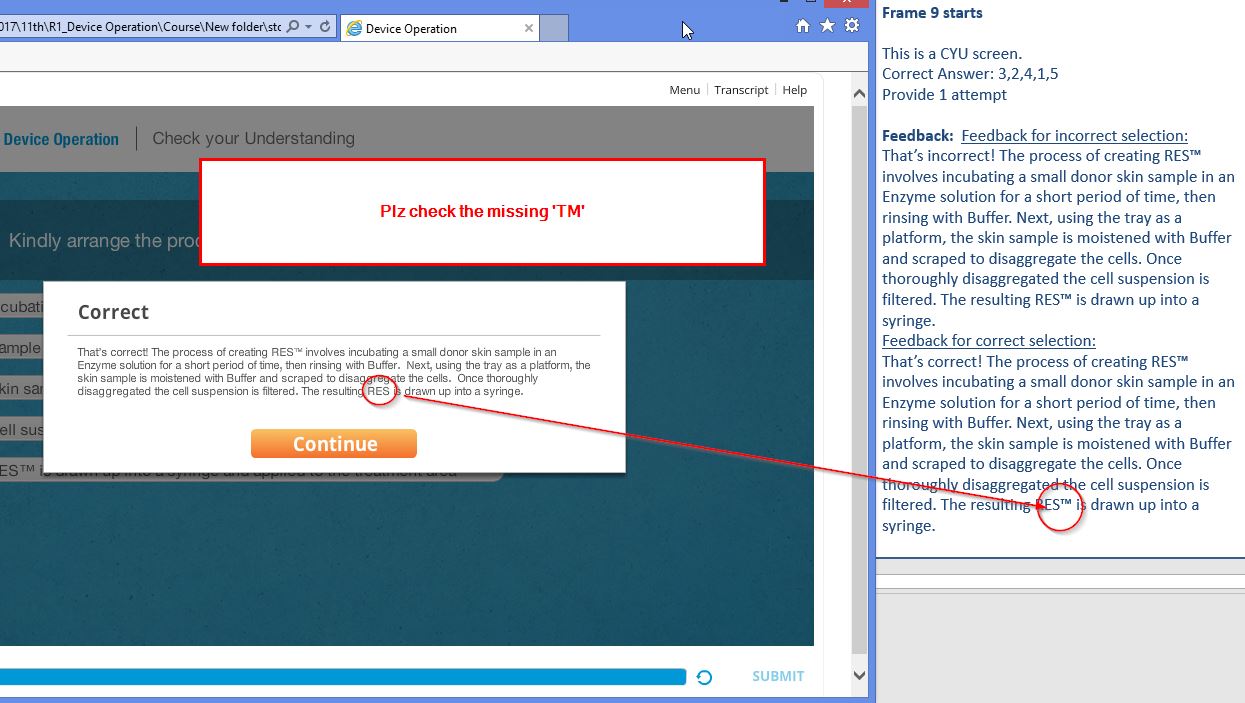 2017\11th\R1_Device Operation\Course\New folder\stc
Device Operation
Menu
Transcript
Help
Device Operation
Check your Understanding
Plz check the missing 'TM'
Kindly arrange the
Correct
That's correct! The process of creating RES™ involves incubating a small donor skin sample in an
Enzyme solution for a short period of time, then rinsing with Buffer.  Next, using the tray as a platform, the
skin sample is moistened with Buffer and scraped to disaggregate the cells.  Once thoroughly
disaggregated the cell suspension is filtered. The resulting RES is drawn up into a syringe.
Continue
RES™ is drawn up into a syringe and applied to the treatment area
SUBMIT
Frame 9 starts
This is a CYU screen.
Correct Answer: 3,2,4,1,5
Provide 1 attempt
Feedback:  Feedback for incorrect selection:
That's incorrect! The process of creating RES™
involves incubating a small donor skin sample in an
Enzyme solution for a short period of time, then
rinsing with Buffer. Next, using the tray as a
platform, the skin sample is moistened with Buffer
and scraped to disaggregate the cells. Once
thoroughly disaggregated the cell suspension is
filtered. The resulting RES™ is drawn up into a
syringe.
Feedback for correct selection:
That's correct! The process of creating RES™
involves incubating a small donor skin sample in an
Enzyme solution for a short period of time, then
rinsing with Buffer. Next, using the tray as a
platform, the skin sample is moistened with Buffer
and scraped to disaggregate the cells. Once
thoroughly disaggregated the cell suspension is
filtered. The resulting RES™ is drawn up into a
syringe.